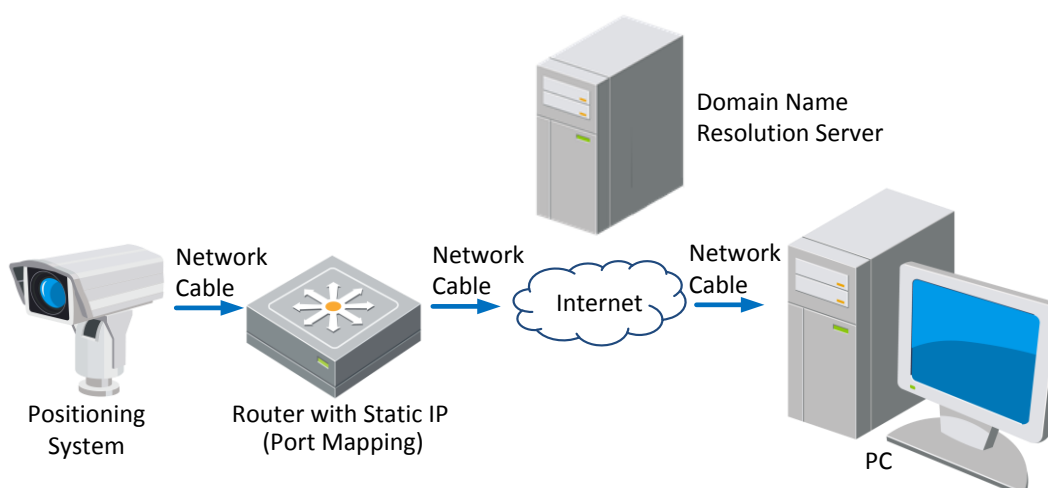 Domain Name
Resolution Server
Network
Cable
Network
Cable
Network
Cable
Internet
Positioning
System
Router with Static IP
(Port Mapping)
PC